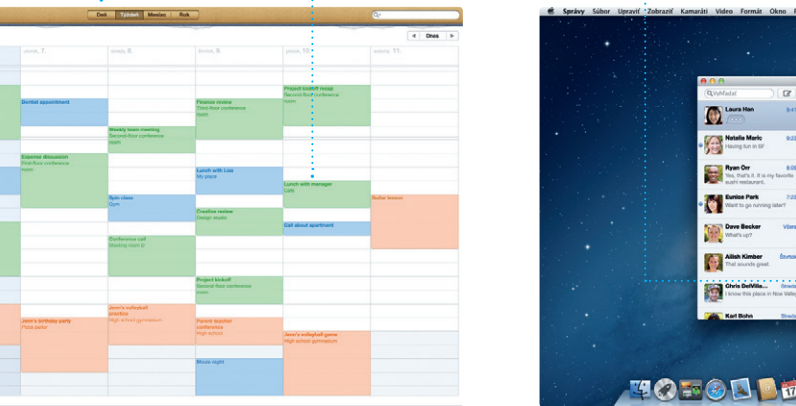 Deň Týždeň Mesiac Rok
Dnes
utorok, 7.
streda, 8.
štvrtok, 9.
piatok, 10.
sobota, 11.
Dentist appointment
Expense discussion
First-floor conference
room
Jenn's birthday party
Pizza parlor
Weekly team meeting
Second-floor conference
room
Spin class
Gym
Conference call
Meeting room D
Jenn's volleyball
practice
High school gymnasium
Finance review
Third-floor conference
room
Lunch with Lisa
My place
Creative review
Design studio
Project kickoff
Second-floor conference
room
Parent teacher
conference
High school
Movie night
Project kickoff recap
Second-floor conference
room
Lunch with manager
Cafe
Call about apartment
Jenn's volleyball game
High school gymnasium
Guitar lesson
Správy Súbor Upraviť Zobraziť Kamaráti Video Formát Okno
Vyhľadať
Laura Han
Natalia Maric
Having fun in SF
Ryan Orr
Yes, that's it. It is my favorite
sushi restaurant.
Eunice Park
Want to go running later?
Dave Becker
What's up?
Ailish Kimber
That sounds great.
Chris DelVilla...
I know this place in Noe Valley
Karl Bohn
17